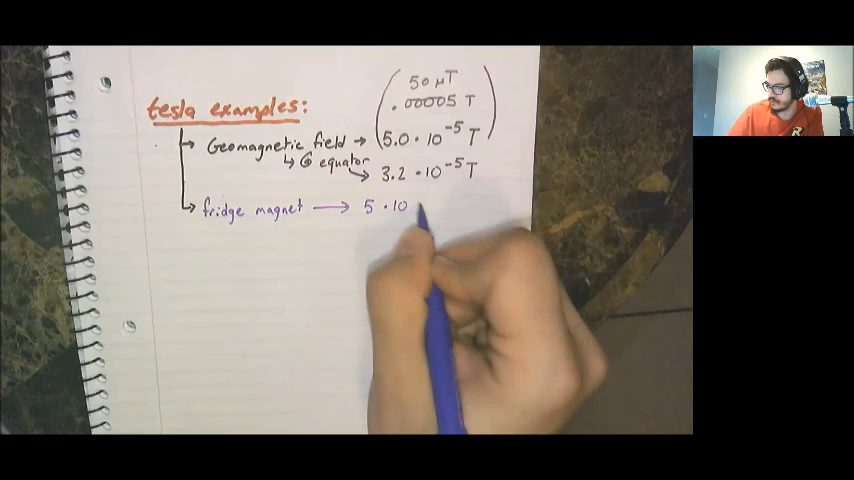 50 μT
.00005 T
tesla examples:
Geomagnetic field → (5.0 · 10⁻⁵ T)
↳ @ equator → 3.2 · 10⁻⁵ T
fridge magnet → 5 · 10